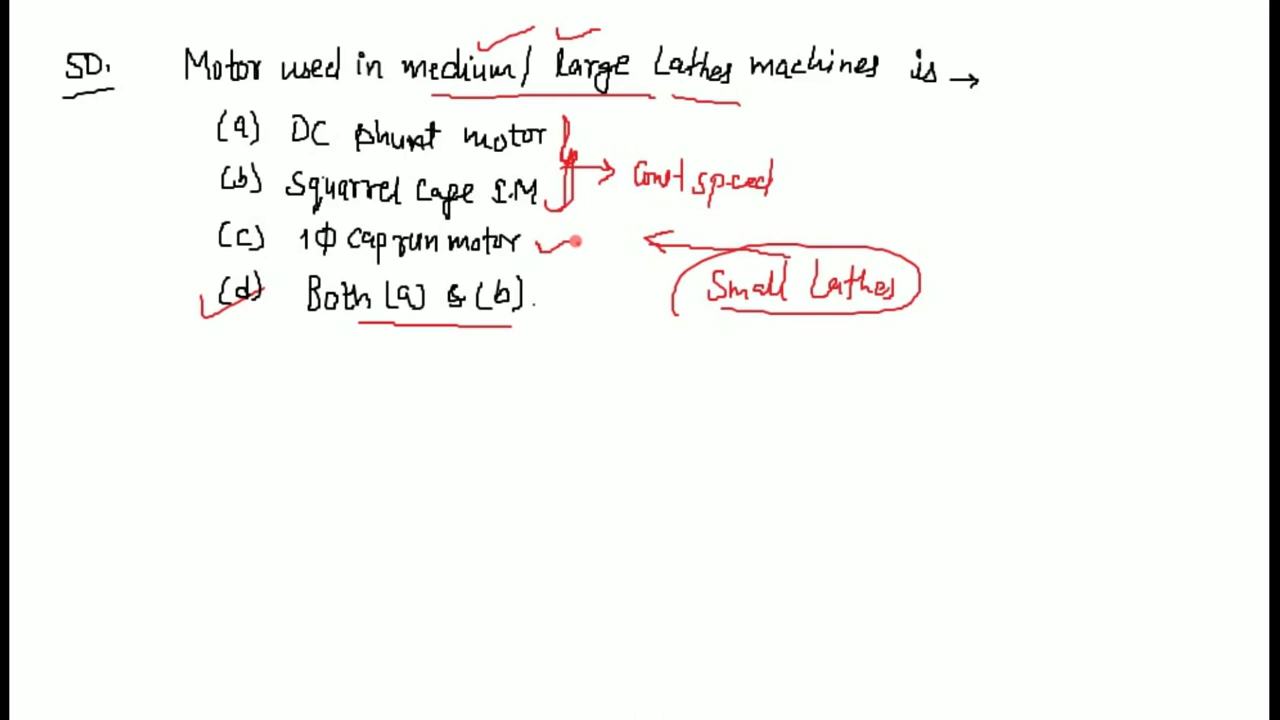 50. Motor used in medium/ large Lathes machines is →
(a) DC shunt motor
(b) Squarrel Cage I.M. → Const speed
(c) 1Φ cap run motor
(d) Both (a) & (b).
Small Lathes